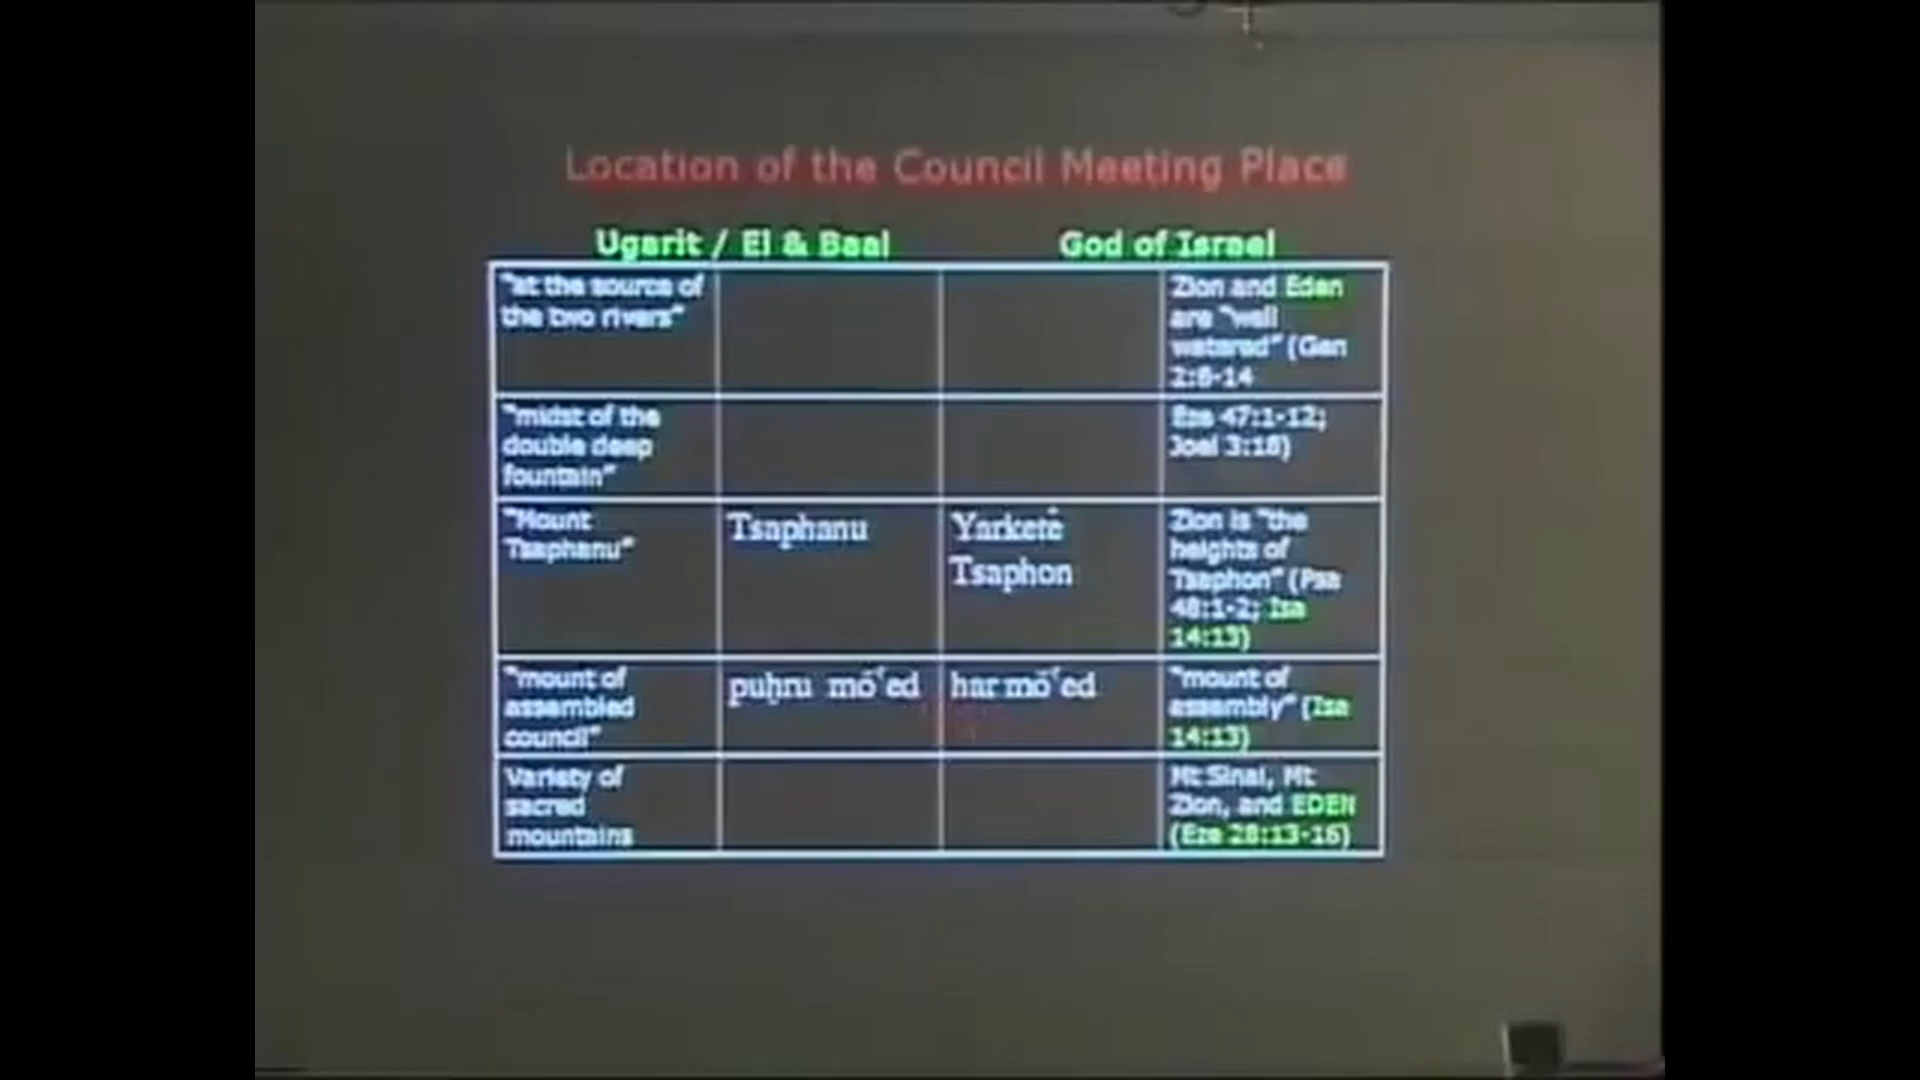 Location of the Council Meeting Place
Ugarit / El & Baal
God of Israel
"at the source of
the two rivers"
Zion and Eden
are "well
watered" (Gen
2:8-14
"midst of the
double deep
fountain"
Eze 47:1-12;
Joel 3:18)
"Mount
Tsaphanu"
Tsaphanu
Yarketê
Tsaphon
Zion is "the
heights of
Tsaphon" (Psa
48:1-2; Isa
14:13)
"mount of
assembled
council"
puḫru môʿed
har môʿed
"mount of
assembly" (Isa
14:13)
Variety of
sacred
mountains
Mt Sinai, Mt
Zion, and EDEN
(Eze 28:13-16)